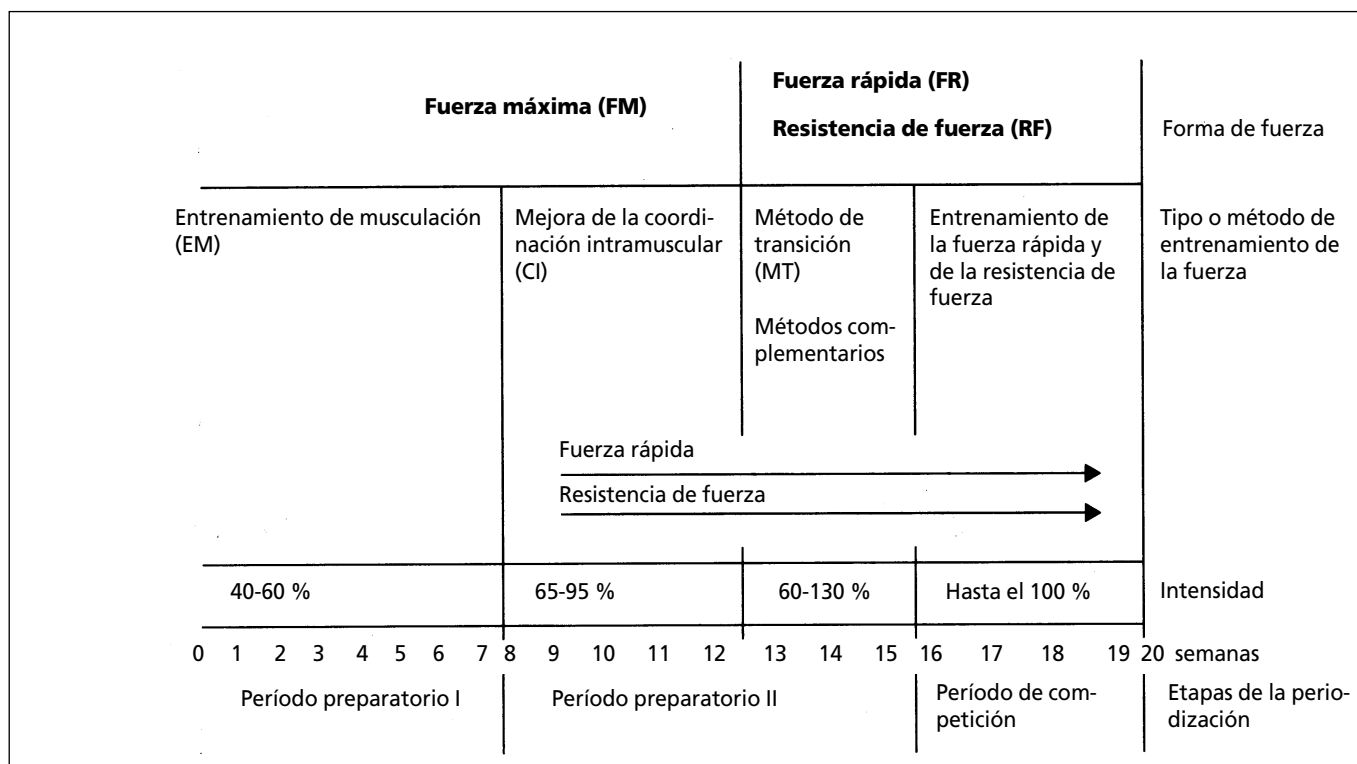 Fuerza máxima (FM)
Fuerza rápida (FR)
Resistencia de fuerza (RF)
Forma de fuerza
Entrenamiento de musculación
(EM)
Mejora de la coordi-
nación intramuscular
(CI)
Método de
transición
(MT)
Métodos com-
plementarios
Entrenamiento de
la fuerza rápida y
de la resistencia de
fuerza
Tipo o método de
entrenamiento de
la fuerza
Fuerza rápida
Resistencia de fuerza
40-60 %
65-95 %
60-130 %
Hasta el 100 %
Intensidad
0 1 2 3 4 5 6 7 8 9 10 11 12 13 14 15 16 17 18 19 20 semanas
Período preparatorio I
Período preparatorio II
Período de com-
petición
Etapas de la perio-
dización